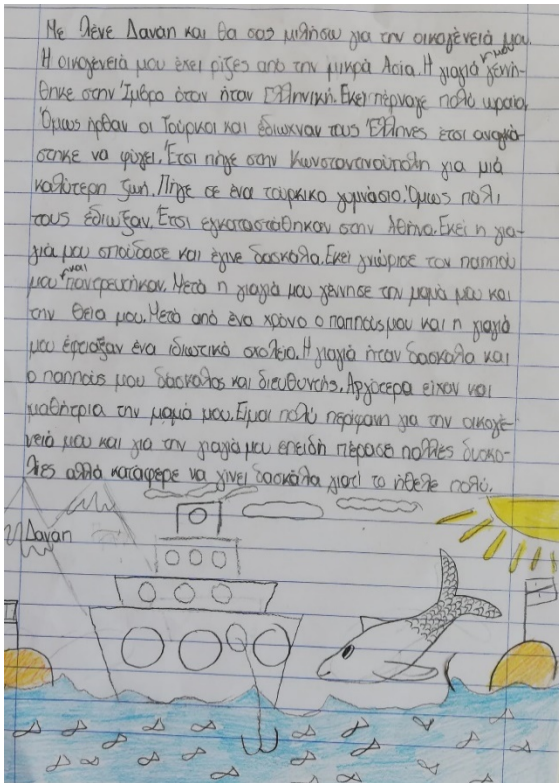 Με λένε Δανάη και θα σας μιλήσω για την οικογένειά μου.
Η οικογένειά μου έχει ρίζες από την μικρά Ασία. Η γιαγιά μου γεννή-
θηκε στην Ίμβρο όταν ήταν Ελληνική. Εκεί πέρναγε πολύ ωραία.
Όμως ήρθαν οι Τούρκοι και έδιωχναν τους Έλληνες έτσι αναγκά-
στηκε να φύγει. Έτσι πήγε στην Κωνσταντινούπολη για μιά
καλύτερη ζωή. Πήγε σε ένα τουρκικο γυμνάσιο. Όμως πάλι
τους έδιωξαν. Έτσι εγκαταστάθηκαν στην Αθήνα. Εκεί η για-
γιά μου σπούδασε και έγινε δασκάλα. Εκεί γνώρισε τον παππού
μου και παντρευτήκαν. Μετά η γιαγιά μου γέννησε την μαμά μου και
την θεία μου. Μετά από ένα χρόνο ο παππούς μου και η γιαγιά
μου έφτιαξαν ένα ιδιωτικό σχολείο. Η γιαγιά ήταν δασκάλα και
ο παππούς μου δάσκαλος και διευθυντής. Αργότερα είχαν και
μαθήτρια την μαμά μου. Είμαι πολύ περίφανη για την οικογέ-
νειά μου και για την γιαγιά μου επειδή πέρασε πολλές δυσκο-
λίες αλλά κατάφερε να γίνει δασκάλα γιατί το ήθελε πολύ.
Δανάη